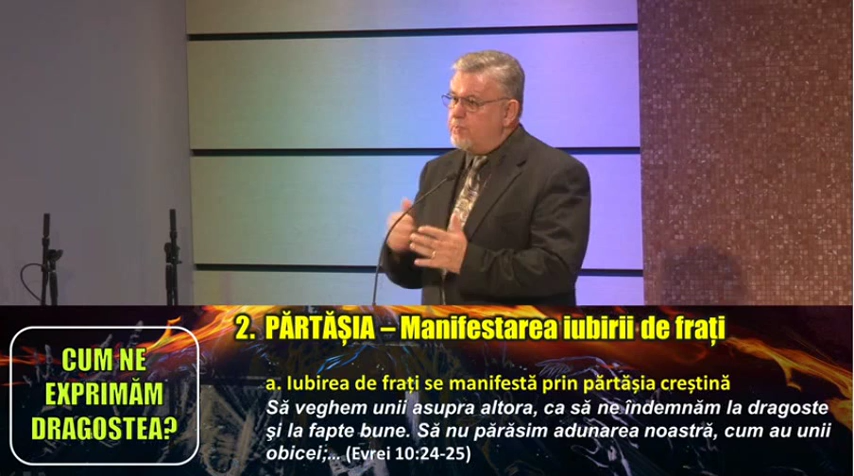 2. PĂRTĂȘIA – Manifestarea iubirii de frați
CUM NE
EXPRIMĂM
DRAGOSTEA?
a. Iubirea de frați se manifestă prin părtăşia creștină
Să veghem unii asupra altora, ca să ne îndemnăm la dragoste
şi la fapte bune. Să nu părăsim adunarea noastră, cum au unii
obicei;... (Evrei 10:24-25)